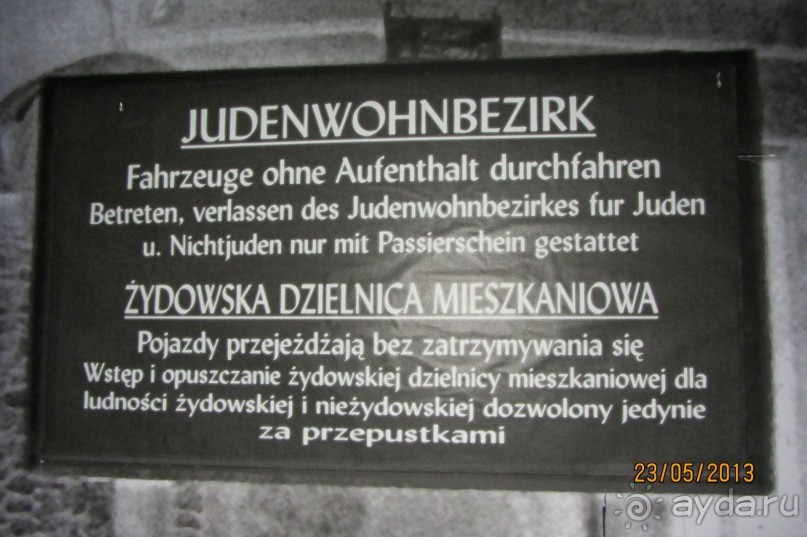 JUDENWOHNBEZIRK
Fahrzeuge ohne Aufenthalt durchfahren
Betreten, verlassen des Judenwohnbezirkes fur Juden
u. Nichtjuden nur mit Passierschein gestattet
ŻYDOWSKA DZIELNICA MIESZKANIOWA
Pojazdy przejeżdżają bez zatrzymywania się
Wstęp i opuszczanie żydowskiej dzielnicy mieszkaniowej dla
ludności żydowskiej i nieżydowskiej dozwolony jedynie
za przepustkami
23/05/2013
ayda.ru